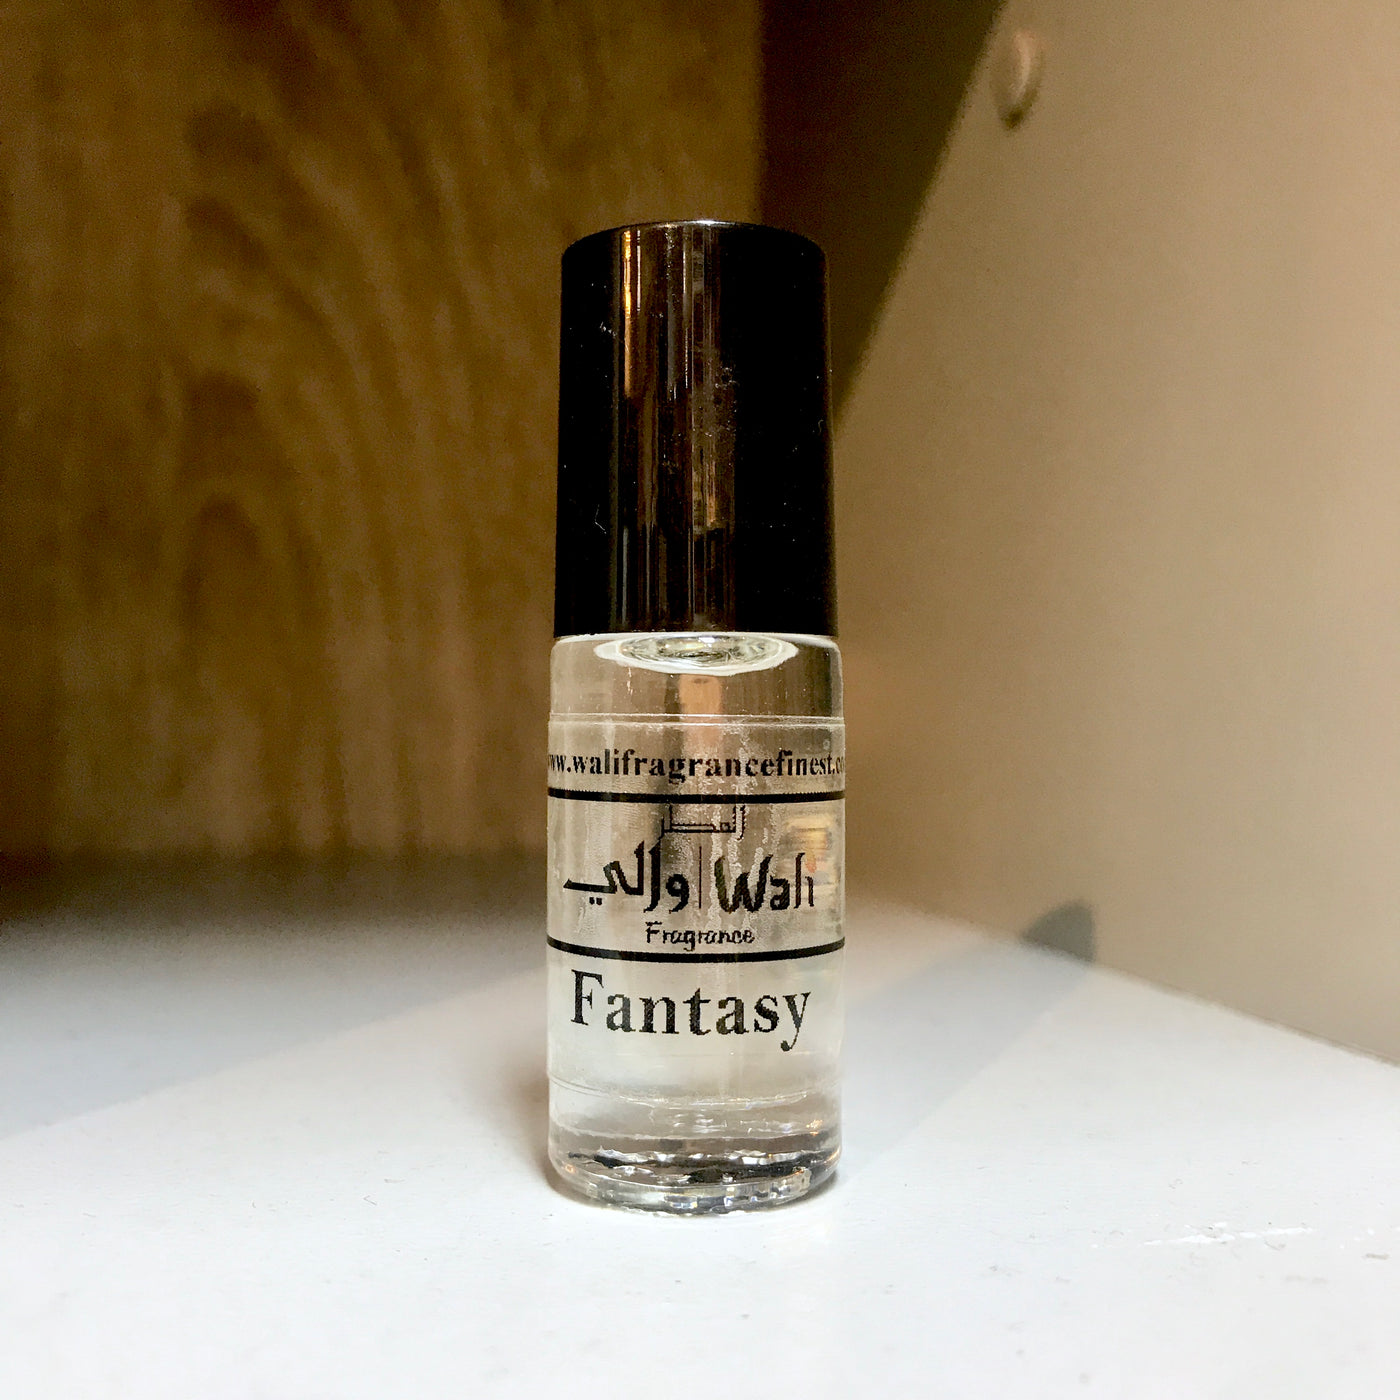 www.walifragrancefinest.co
العطر
والي | Wali
Fragrance
Fantasy